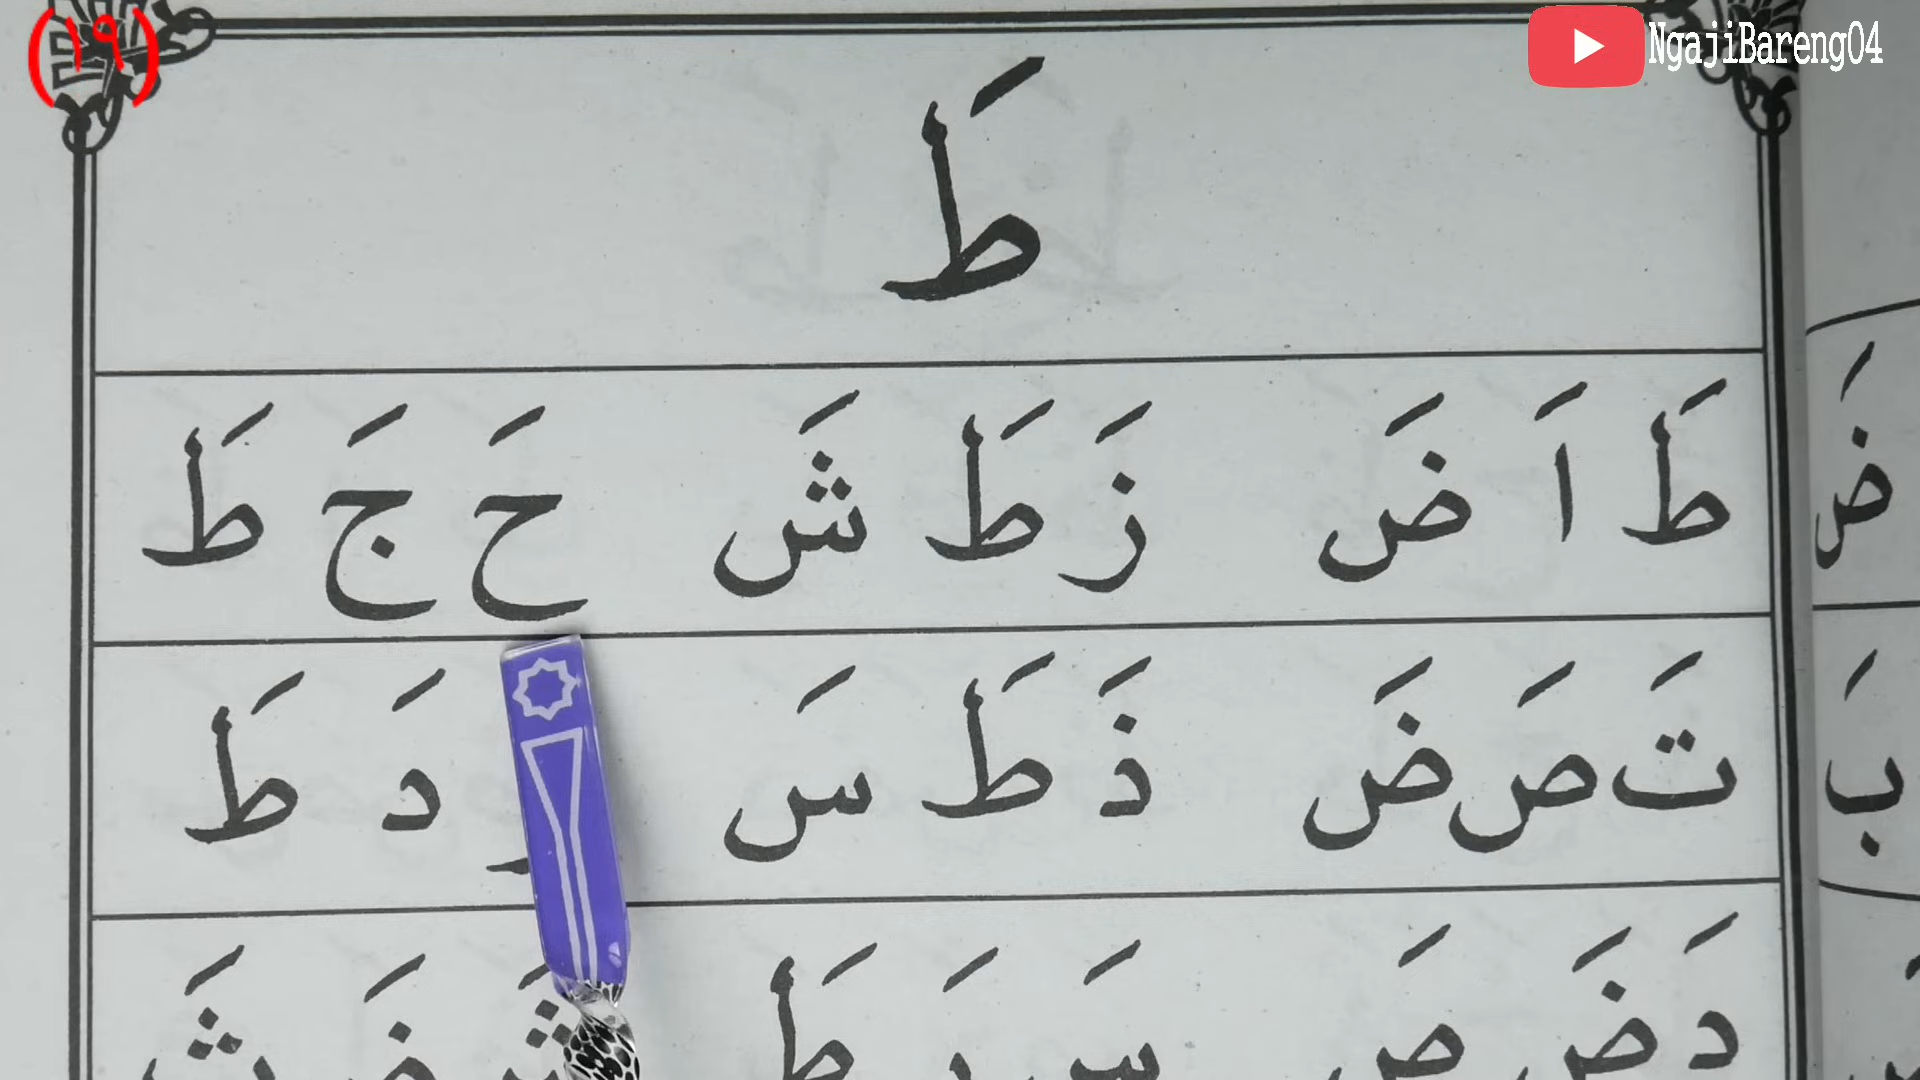 (١٩)
NgajiBareng04
طَ
طَ اَ ضَ زَ طَ شَ حَ جَ طَ
تَ صَ ضَ ذَ طَ سَ دَ طَ
دَ ضَ صَ سَ رَ طَ
ضَ
بَ